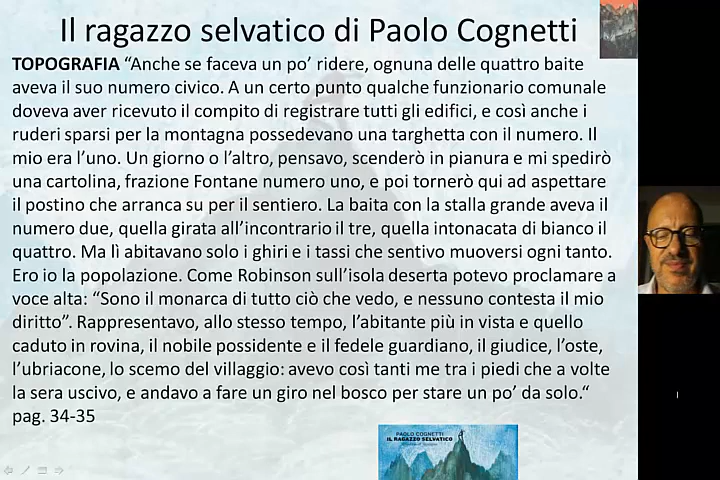 Il ragazzo selvatico di Paolo Cognetti
TOPOGRAFIA “Anche se faceva un po’ ridere, ognuna delle quattro baite
aveva il suo numero civico. A un certo punto qualche funzionario comunale
doveva aver ricevuto il compito di registrare tutti gli edifici, e così anche i
ruderi sparsi per la montagna possedevano una targhetta con il numero. Il
mio era l’uno. Un giorno o l’altro, pensavo, scenderò in pianura e mi spedirò
una cartolina, frazione Fontane numero uno, e poi tornerò qui ad aspettare
il postino che arranca su per il sentiero. La baita con la stalla grande aveva il
numero due, quella girata all’incontrario il tre, quella intonacata di bianco il
quattro. Ma lì abitavano solo i ghiri e i tassi che sentivo muoversi ogni tanto.
Ero io la popolazione. Come Robinson sull’isola deserta potevo proclamare a
voce alta: “Sono il monarca di tutto ciò che vedo, e nessuno contesta il mio
diritto”. Rappresentavo, allo stesso tempo, l’abitante più in vista e quello
caduto in rovina, il nobile possidente e il fedele guardiano, il giudice, l’oste,
l’ubriacone, lo scemo del villaggio: avevo così tanti me tra i piedi che a volte
la sera uscivo, e andavo a fare un giro nel bosco per stare un po’ da solo.“
pag. 34-35
PAOLO COGNETTI
IL RAGAZZO SELVATICO